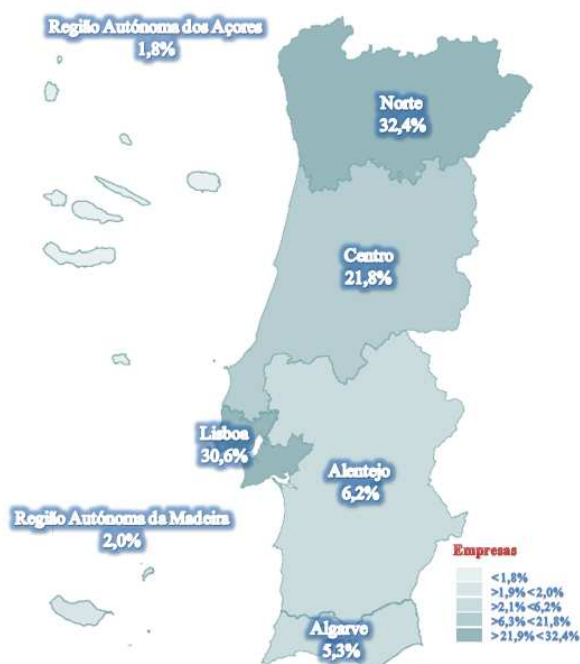 Região Autónoma dos Açores
1,8%
Norte
32,4%
Centro
21,8%
Lisboa
30,6%
Alentejo
6,2%
Região Autónoma da Madeira
2,0%
Algarve
5,3%
Empresas
<1,8%
>1,9%<2,0%
>2,1%<6,2%
>6,3%<21,8%
>21,9%<32,4%